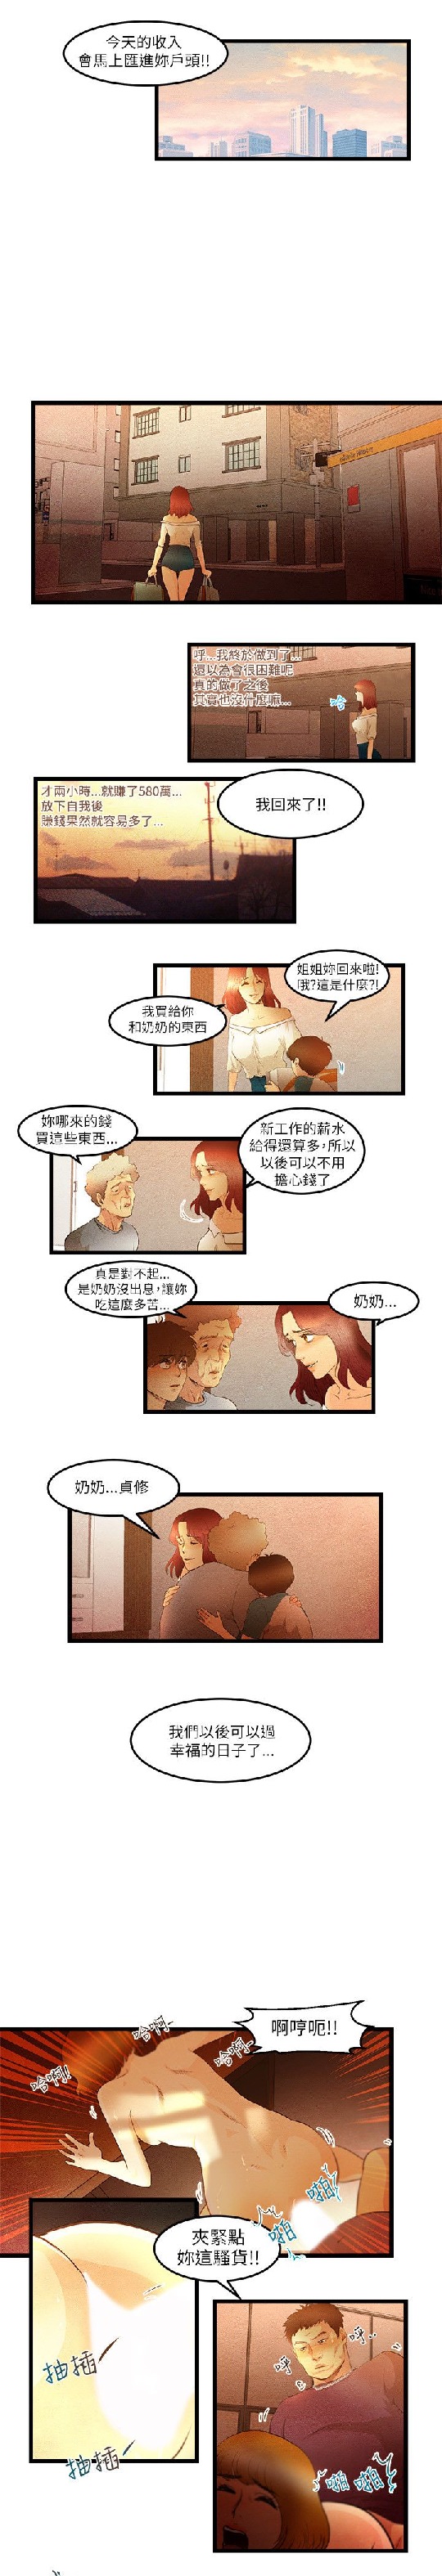 今天的收入
會馬上匯進妳戶頭!!
呼...我終於做到了...
還以為會很困難呢
真的做了之後
其實也沒什麼嘛...
哈
才兩小時...就賺了580萬...
放下自我後
賺錢果然就容易多了...
我回來了!!
姐姐妳回來啦!
哦?這是什麼?!
我買給你
和奶奶的東西
妳哪來的錢
買這些東西...
新工作的薪水
給得還算多,所以
以後可以不用
擔心錢了
真是對不起...
是奶奶沒出息,讓妳
吃這麼多苦...
奶奶...
奶奶...貞修
我們以後可以過
幸福的日子了...
啊哼呃!!
哈啊~
哈啊~
哈啊!
啪!
啪
夾緊點
妳這騷貨!!
抽插
抽插
呼..
呼
啪 啪